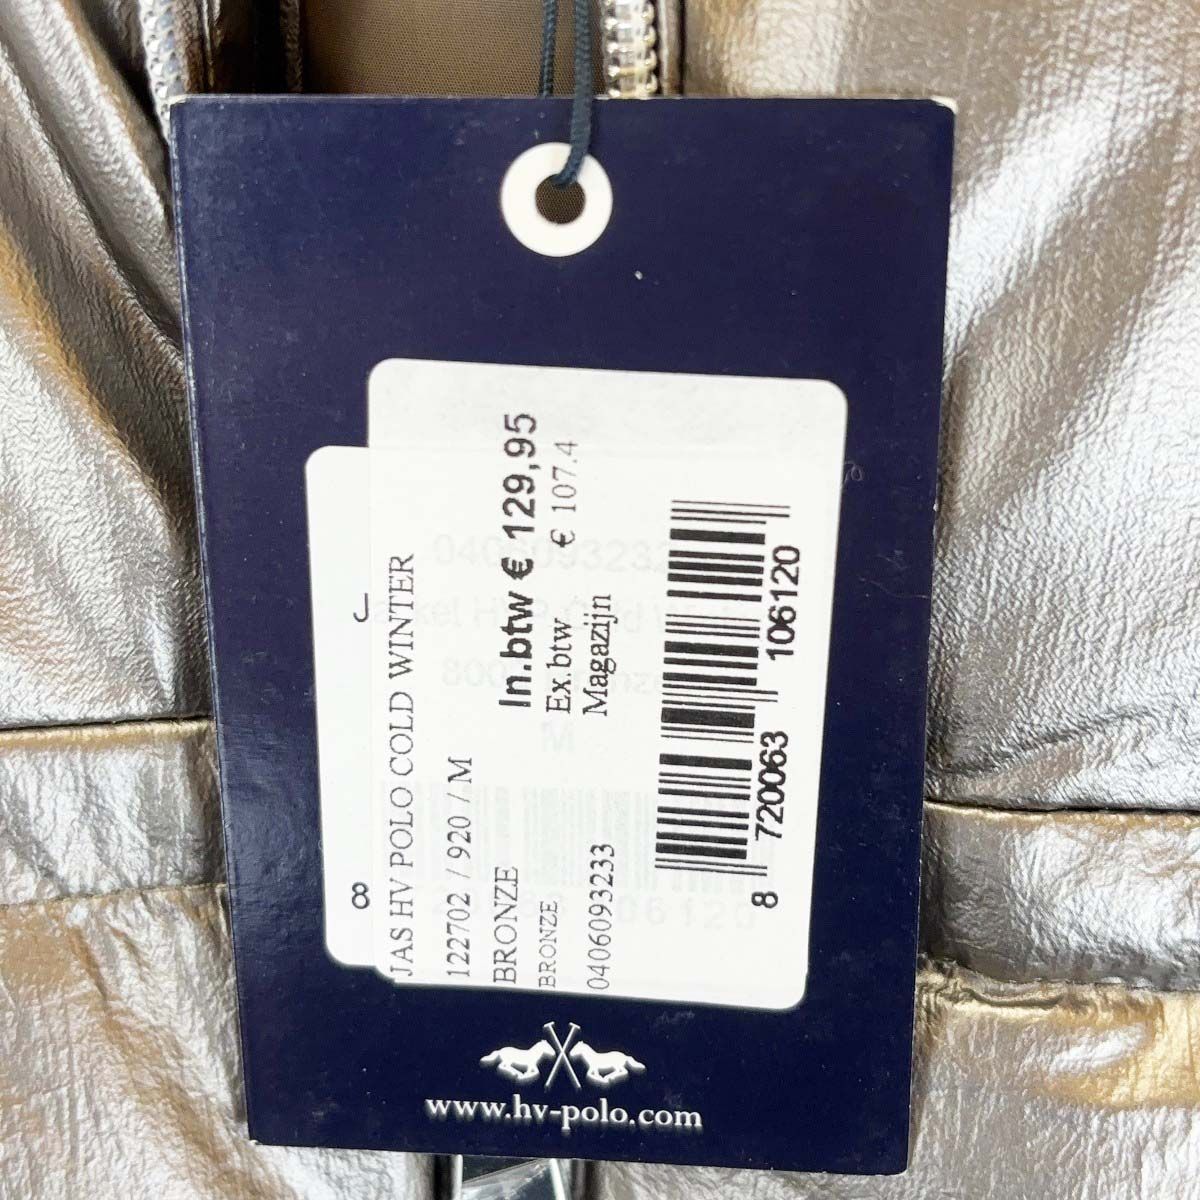 JAS HV POLO COLD WINTER
122702 / 920 / M
BRONZE
BRONZE
0406093233
In.btw € 129,95
Ex.btw € 107.4
Magazijn
8 720063 106120
J
8
www.hv-polo.com